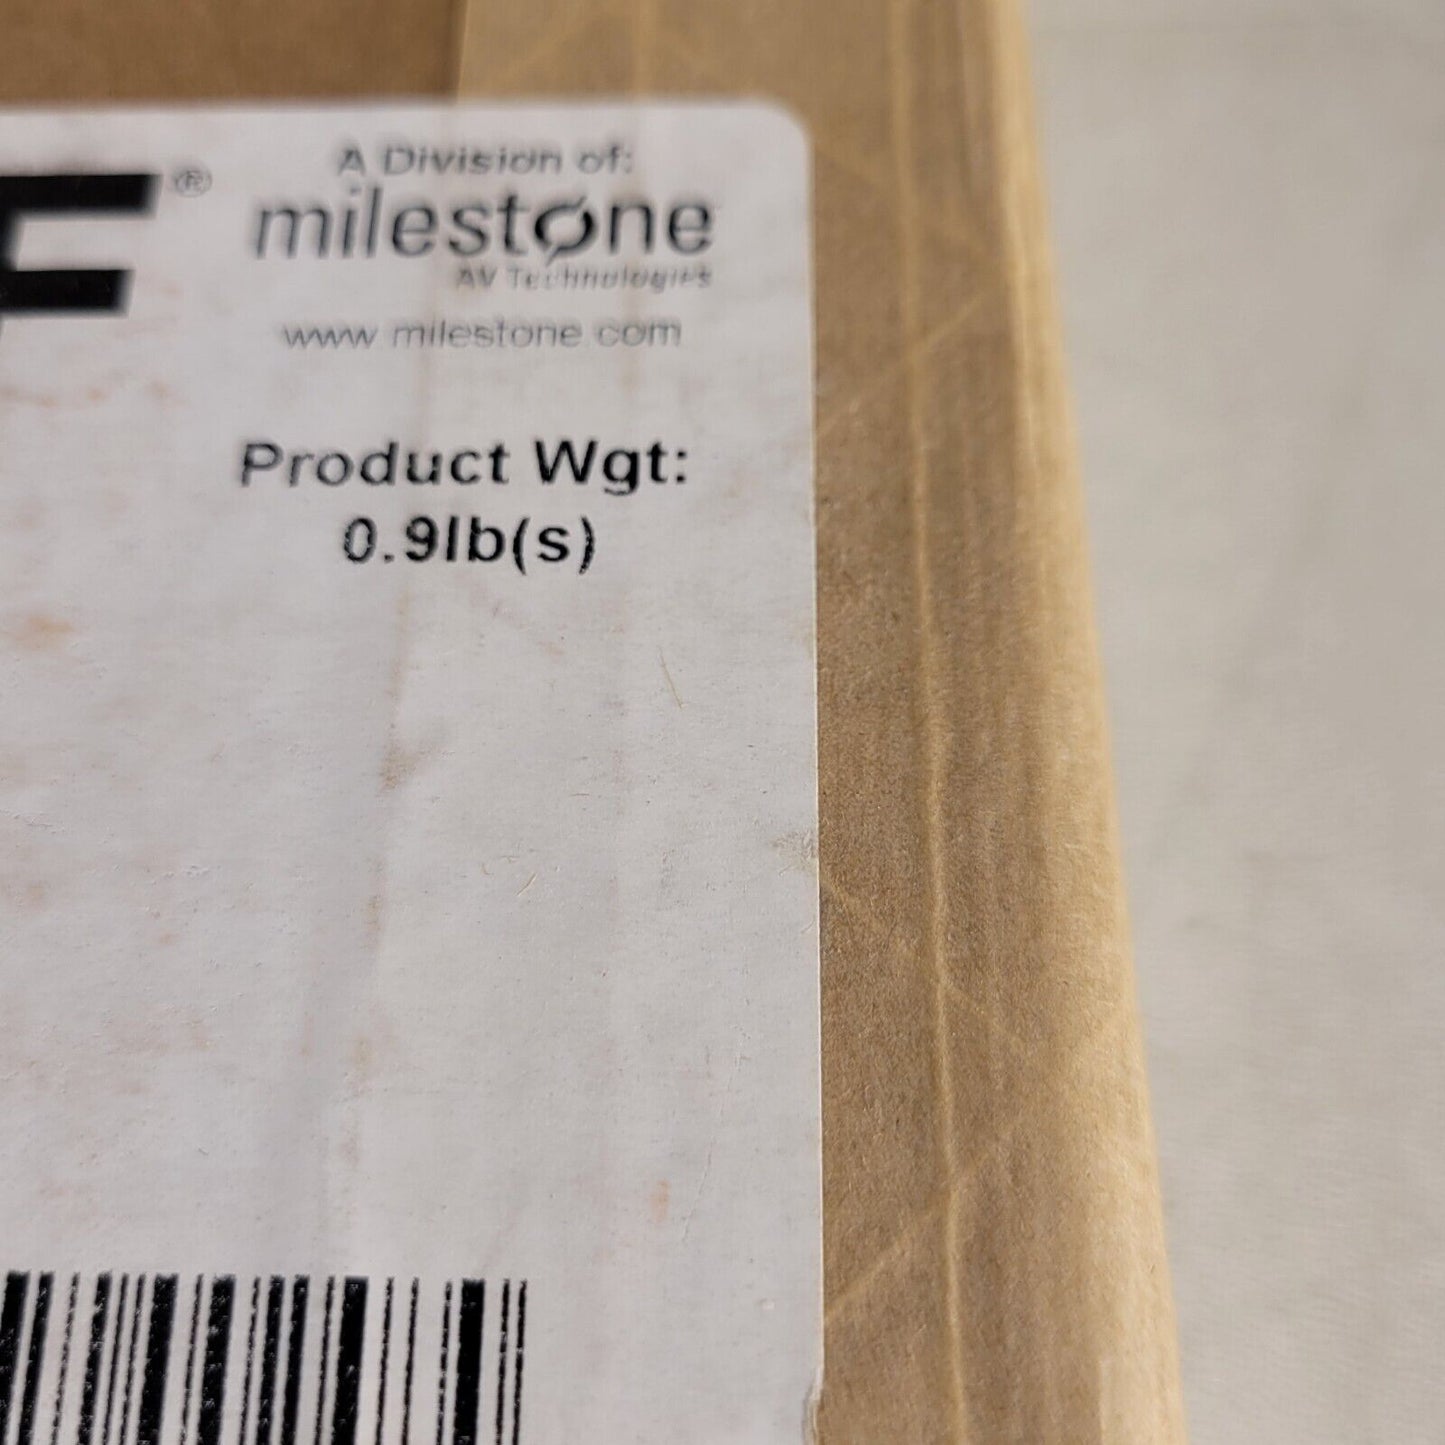 F®
A Division of:
milestone
AV Technologies
www.milestone.com
Product Wgt:
0.9lb(s)